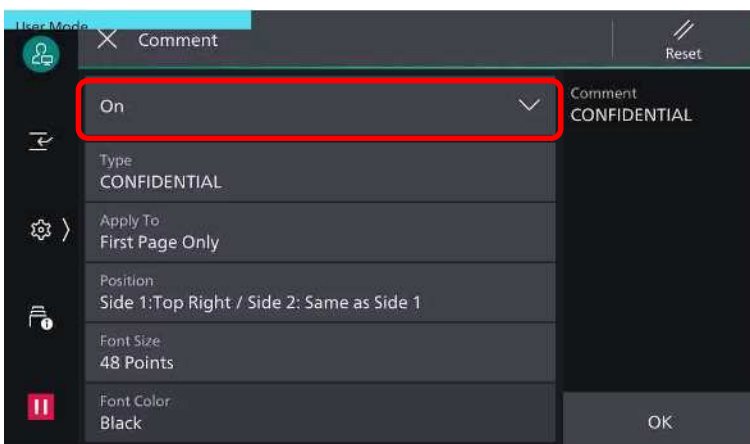 User Mode
Comment
Reset
On
Comment
CONFIDENTIAL
Type
CONFIDENTIAL
Apply To
First Page Only
Position
Side 1:Top Right / Side 2: Same as Side 1
Font Size
48 Points
Font Color
Black
OK